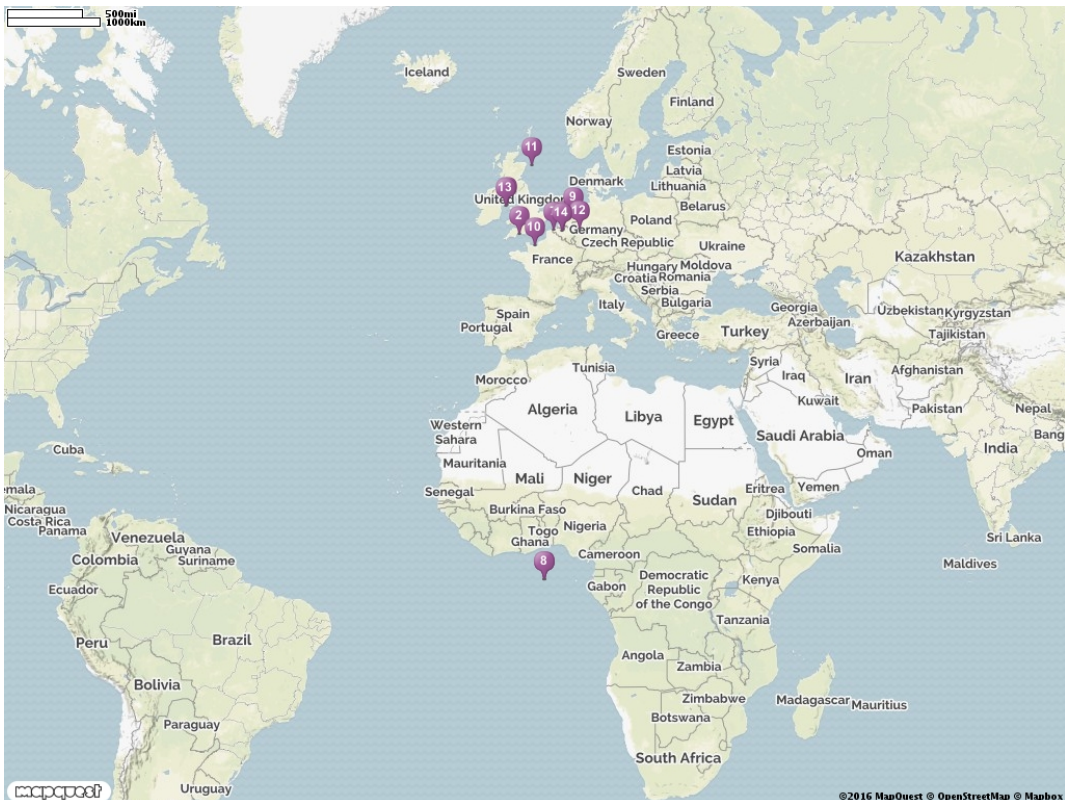 500mi
1000km
Iceland
Sweden
Finland
Norway
11
Estonia
Latvia
Denmark
13
Lithuania
9
United Kingdom
Belarus
2
14
12
Poland
10
Germany
Czech Republic
Ukraine
France
Kazakhstan
Hungary
Moldova
Croatia
Romania
Serbia
Italy
Bulgaria
Georgia
Uzbekistan
Kyrgyzstan
Spain
Azerbaijan
Portugal
Greece
Turkey
Tajikistan
Syria
Tunisia
Iraq
Iran
Afghanistan
Morocco
Kuwait
Pakistan
Nepal
Algeria
Libya
Egypt
Western
Sahara
Saudi Arabia
Bang
Cuba
Oman
India
Mauritania
Mali
Niger
Chad
Yemen
emala
Senegal
Sudan
Eritrea
Nicaragua
Burkina Faso
Djibouti
Costa Rica
Panama
Nigeria
Togo
Ethiopia
Venezuela
Ghana
Sri Lanka
Guyana
Somalia
Colombia
Suriname
Cameroon
8
Maldives
Ecuador
Gabon
Democratic
Republic
of the Congo
Kenya
Tanzania
Peru
Brazil
Angola
Zambia
Bolivia
Zimbabwe
Madagascar
Mauritius
Paraguay
Botswana
South Africa
Uruguay
mapquest
©2016 MapQuest © OpenStreetMap © Mapbox